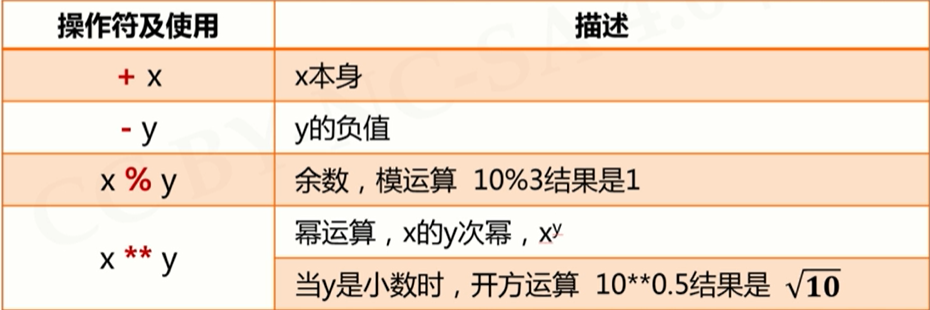 操作符及使用 描述
+ x x本身
- y y的负值
x % y 余数，模运算 10%3结果是1
x ** y 幂运算，x的y次幂，xʸ
当y是小数时，开方运算 10**0.5结果是 √10
CC BY NC-SA 4.0